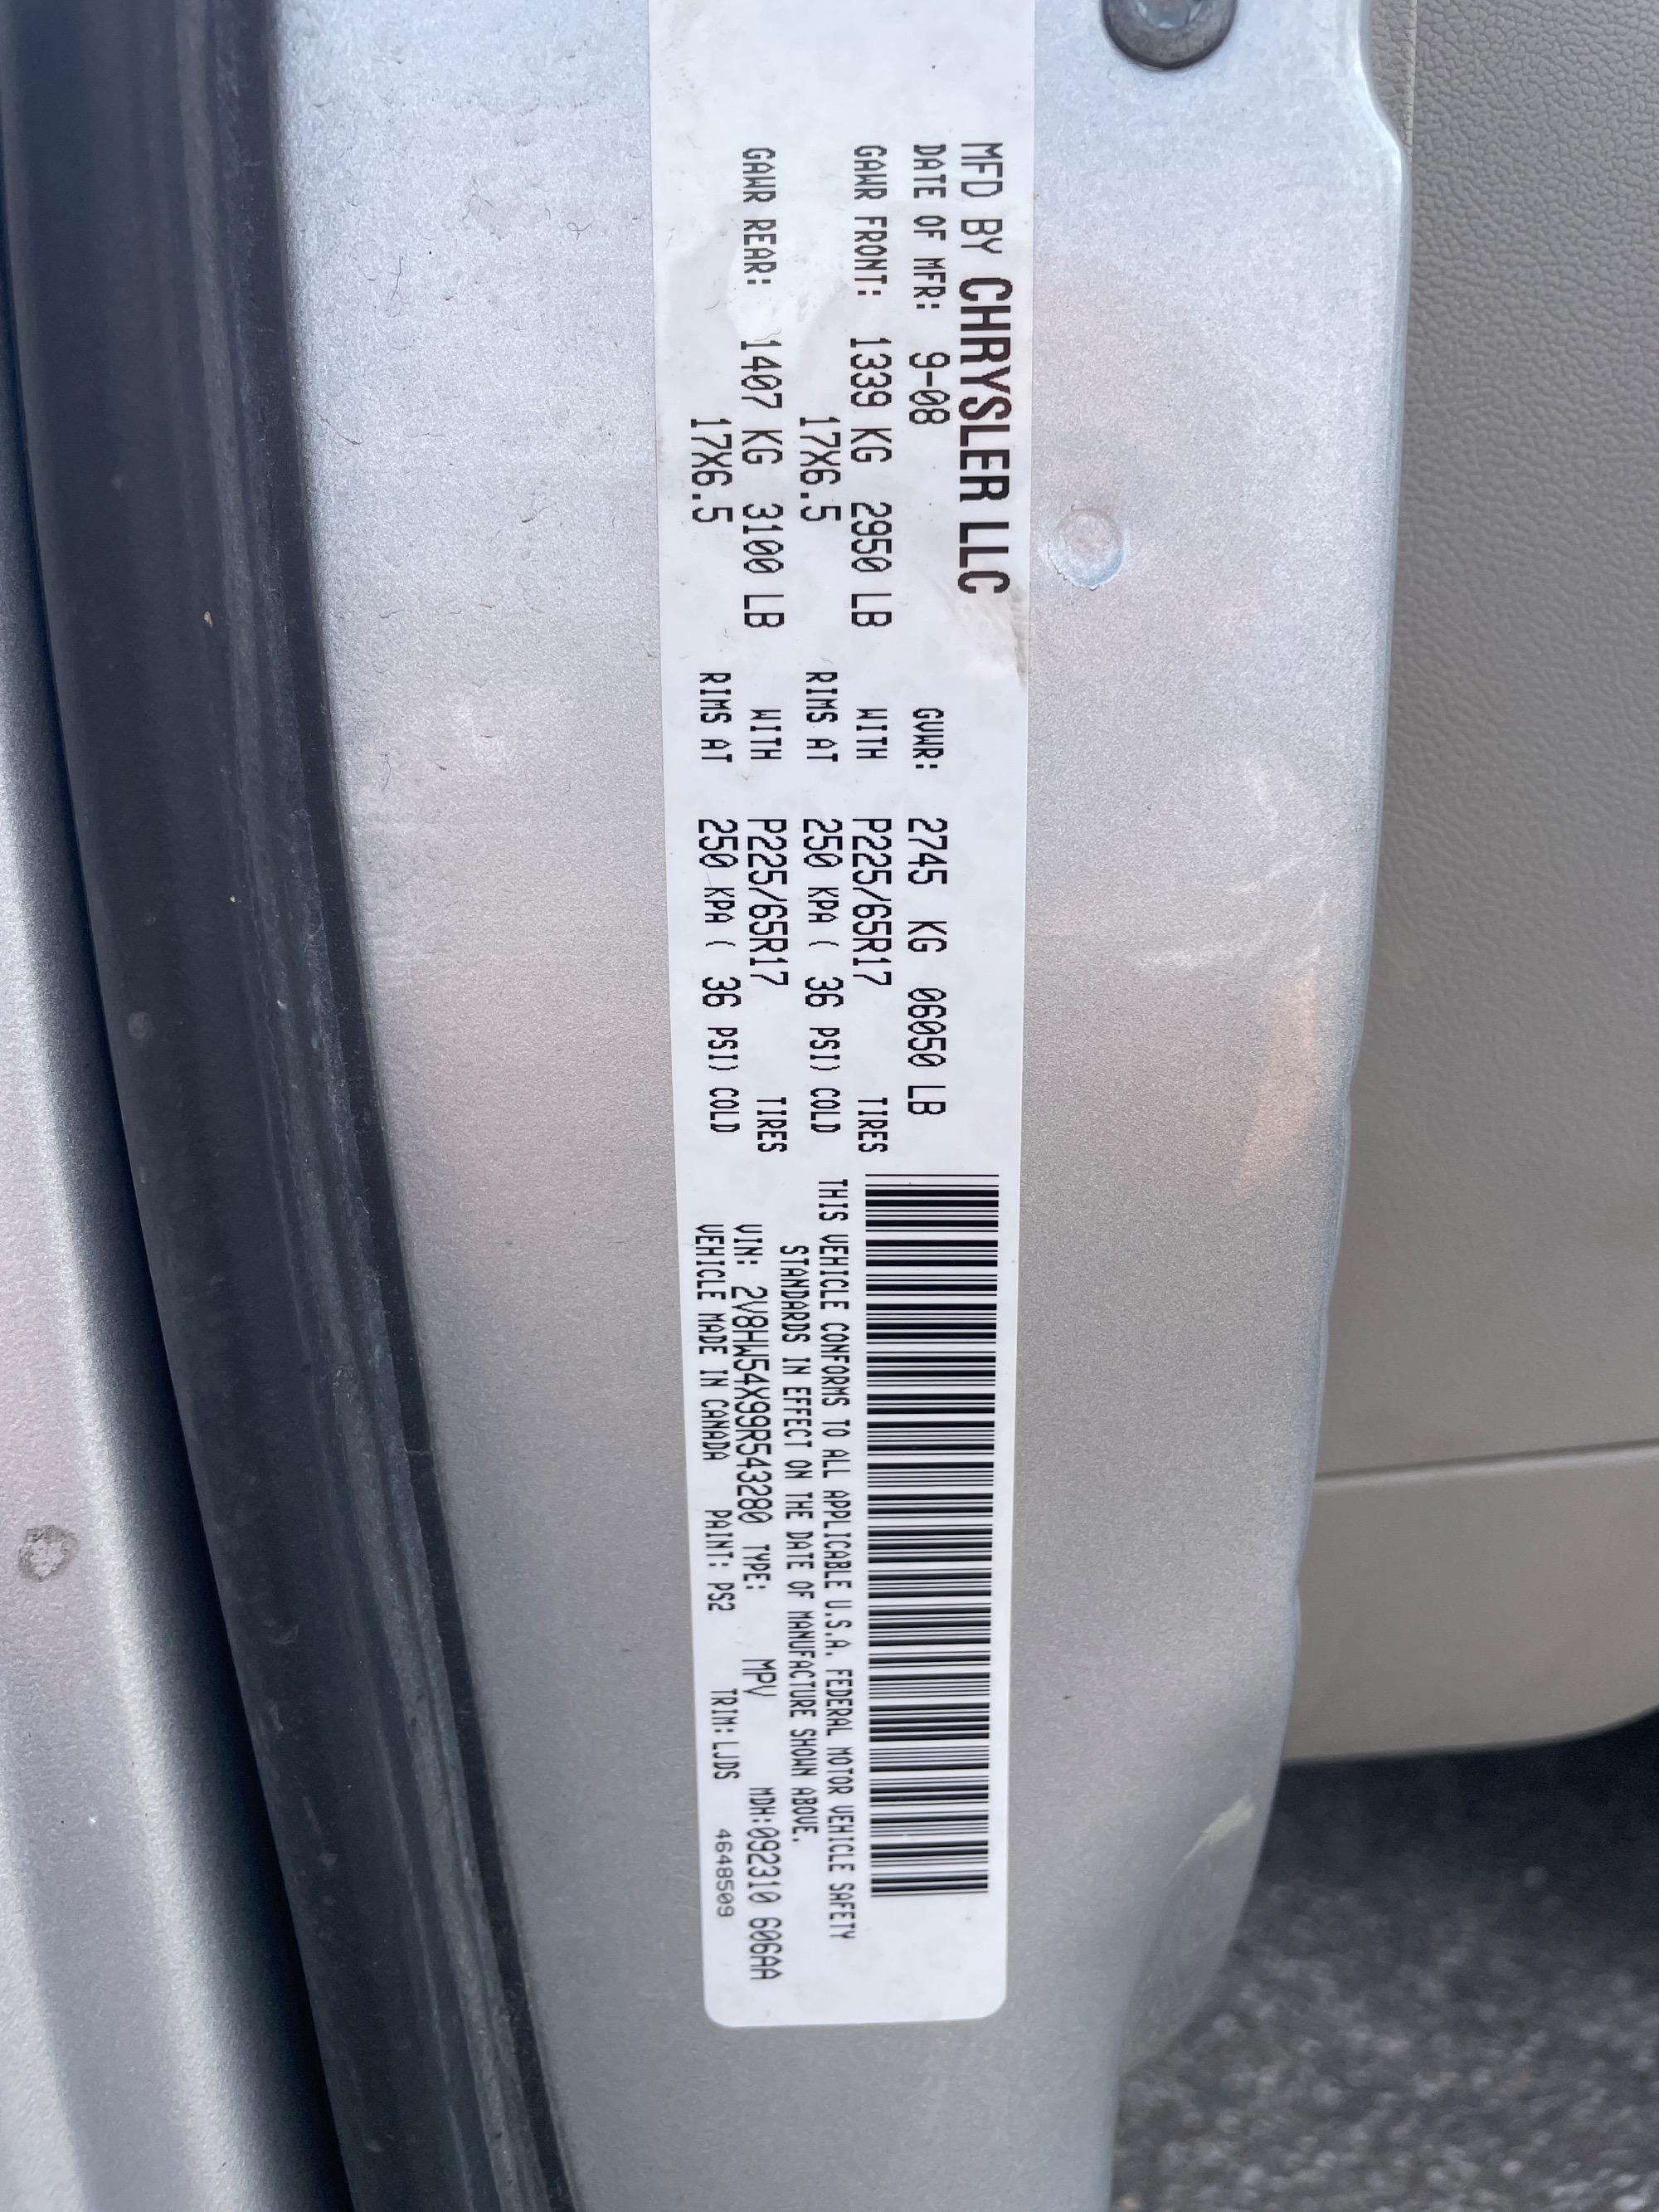 MFD BY CHRYSLER LLC
DATE OF MFR: 9-08 GVWR: 2745 KG 06050 LB
GAWR FRONT: 1339 KG 2950 LB WITH P225/65R17 TIRES
17X6.5 RIMS AT 250 KPA ( 36 PSI) COLD
GAWR REAR: 1407 KG 3100 LB WITH P225/65R17 TIRES
17X6.5 RIMS AT 250 KPA ( 36 PSI) COLD
THIS VEHICLE CONFORMS TO ALL APPLICABLE U.S.A. FEDERAL MOTOR VEHICLE SAFETY
STANDARDS IN EFFECT ON THE DATE OF MANUFACTURE SHOWN ABOVE.
VIN: 2V8HW54X99R543280 TYPE: MPV MDH:092310 606AA
VEHICLE MADE IN CANADA PAINT: PS2 TRIM:LJDS 4648509